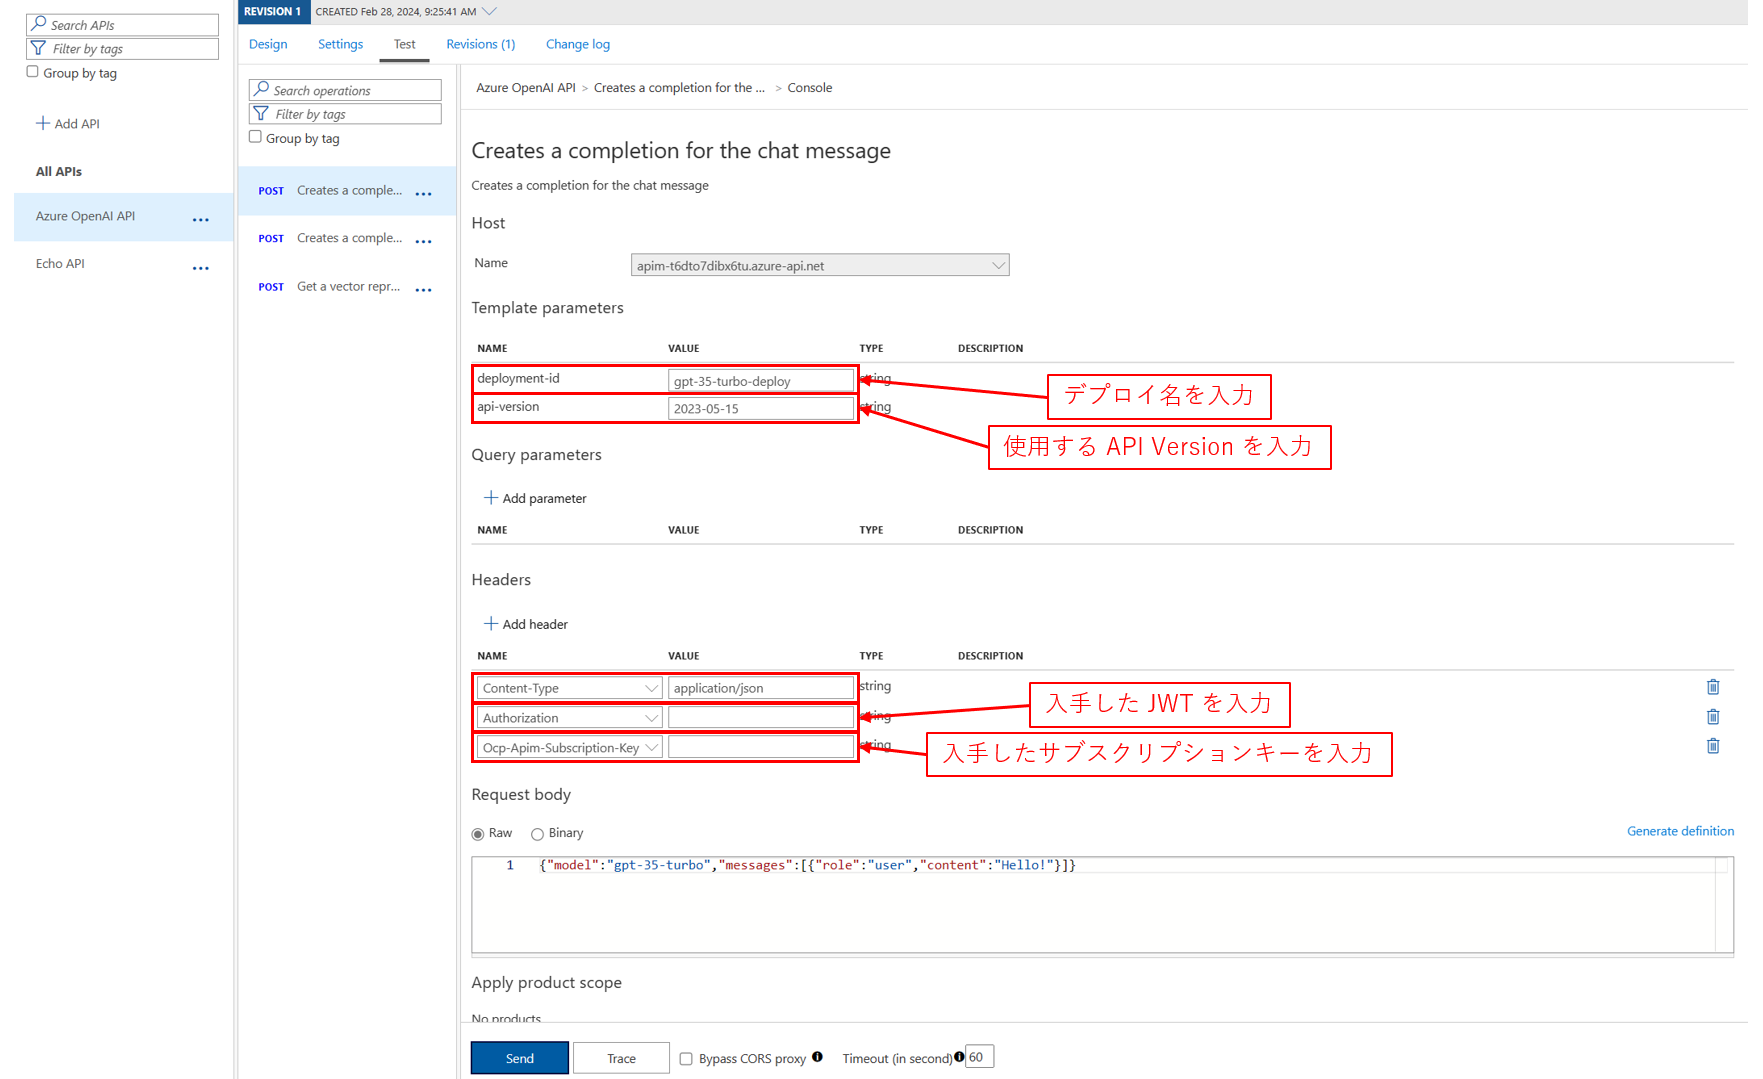 Search APIs
Filter by tags
Group by tag
Add API
All APIs
Azure OpenAI API ...
Echo API ...
REVISION 1 CREATED Feb 28, 2024, 9:25:41 AM
Design Settings Test Revisions (1) Change log
Search operations
Filter by tags
Group by tag
POST Creates a comple... ...
POST Creates a comple... ...
POST Get a vector repr... ...
Azure OpenAI API > Creates a completion for the ... > Console
Creates a completion for the chat message
Creates a completion for the chat message
Host
Name apim-t6dto7dibx6tu.azure-api.net
Template parameters
NAME VALUE TYPE DESCRIPTION
deployment-id gpt-35-turbo-deploy string
デプロイ名を入力
api-version 2023-05-15 string
使用する API Version を入力
Query parameters
Add parameter
NAME VALUE TYPE DESCRIPTION
Headers
Add header
NAME VALUE TYPE DESCRIPTION
Content-Type application/json string
Authorization string
入手した JWT を入力
Ocp-Apim-Subscription-Key string
入手したサブスクリプションキーを入力
Request body
Raw Binary Generate definition
1 {"model":"gpt-35-turbo","messages":[{"role":"user","content":"Hello!"}]}
Apply product scope
No products
Send Trace Bypass CORS proxy Timeout (in second) 60